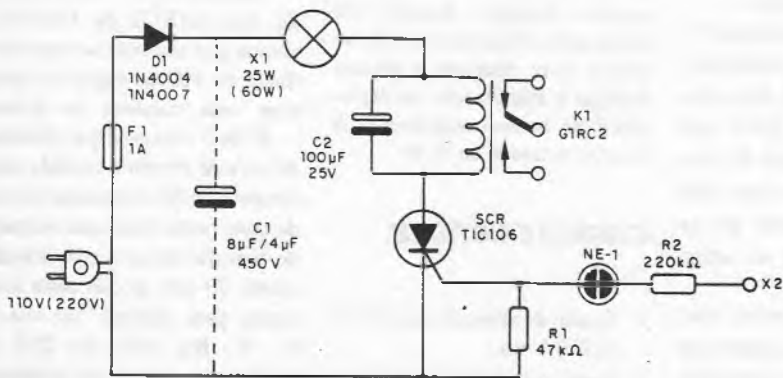 D1
1N4004
1N4007
X1
25W
(60W)
F1
1A
C2
100µF
25V
K1
G1RC2
C1
8µF/4µF
450V
SCR
TIC106
NE-1
R2
220kΩ
X2
110V(220V)
R1
47kΩ